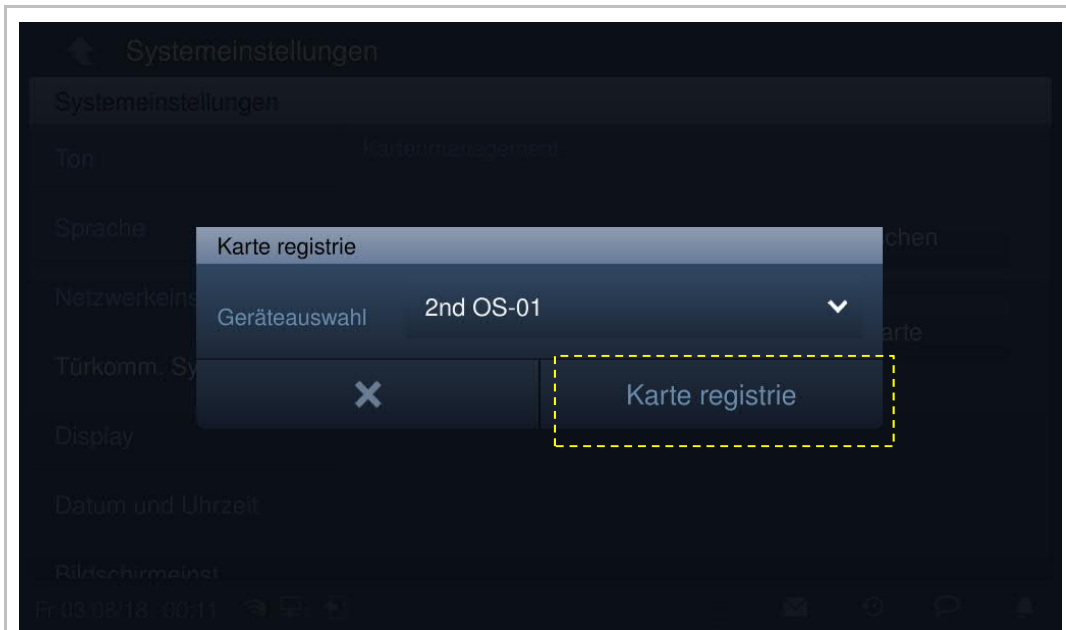 Systemeinstellungen
Systemeinstellungen
Ton
Kartenmanagement
Sprache
Karte registrie
chen
Netzwerkeins
Geräteauswahl
2nd OS-01
arte
Türkomm. Sy
Karte registrie
Display
Datum und Uhrzeit
Bildschirmeinst
Fr 03/08/18 00:11